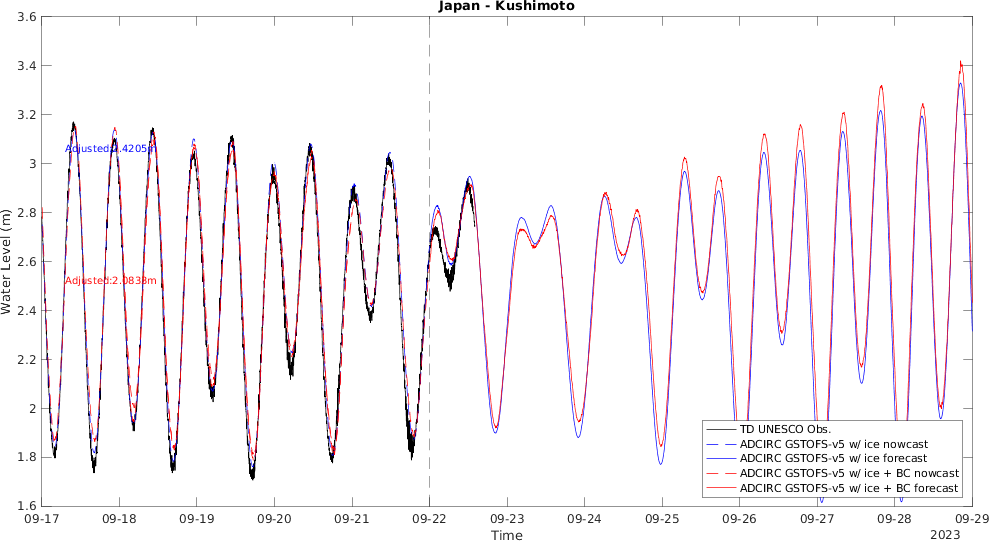 Japan - Kushimoto
3.6
3.4
3.2
3
2.8
2.6
2.4
2.2
2
1.8
1.6
Water Level (m)
Adjusted:2.0833m
TD UNESCO Obs.
ADCIRC GSTOFS-v5 w/ ice nowcast
ADCIRC GSTOFS-v5 w/ ice forecast
ADCIRC GSTOFS-v5 w/ ice + BC nowcast
ADCIRC GSTOFS-v5 w/ ice + BC forecast
09-17 09-18 09-19 09-20 09-21 09-22 09-23 09-24 09-25 09-26 09-27 09-28 09-29
Time
2023